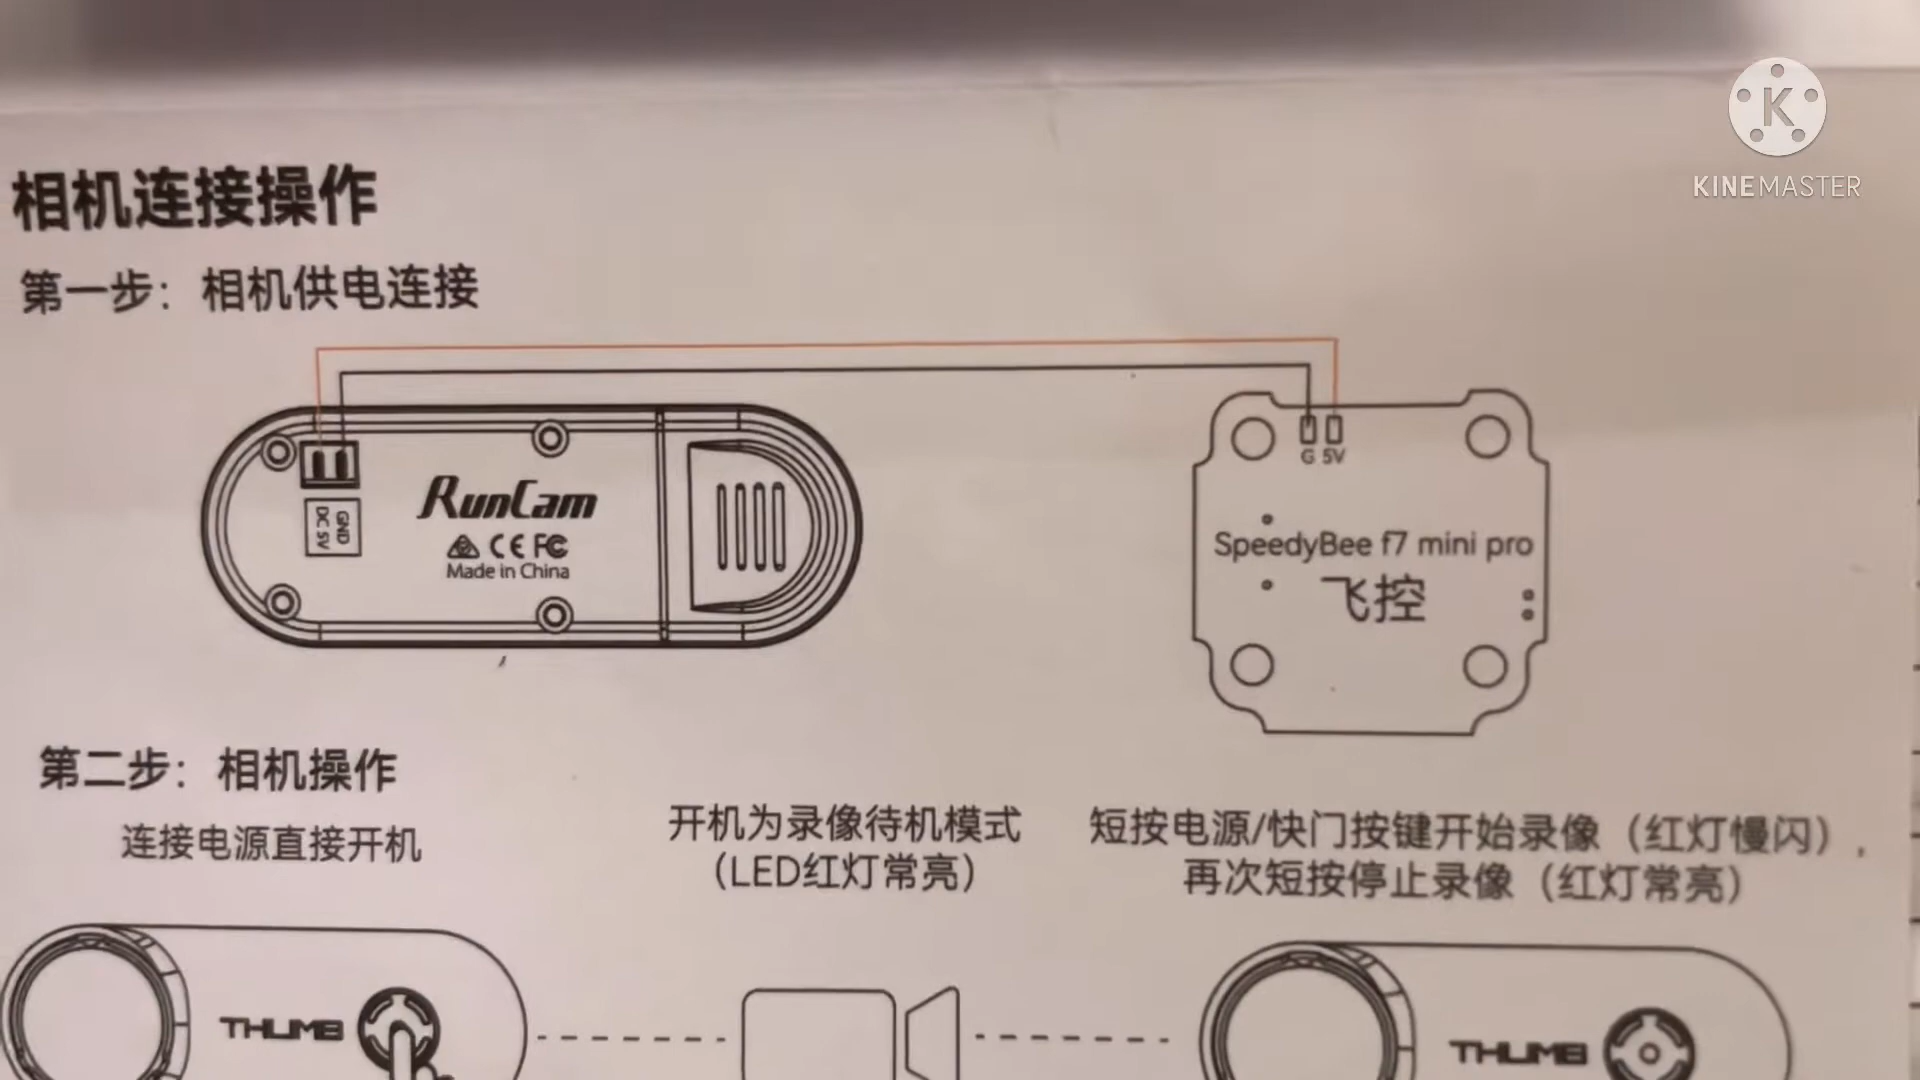 K
KINEMASTER
相机连接操作
第一步：相机供电连接
G 5V
RunCam
GND
DC 5V
CE FC
Made in China
SpeedyBee f7 mini pro
飞控
第二步：相机操作
连接电源直接开机
开机为录像待机模式
（LED红灯常亮）
短按电源/快门按键开始录像（红灯慢闪），
再次短按停止录像（红灯常亮）
THUMB
THUMB